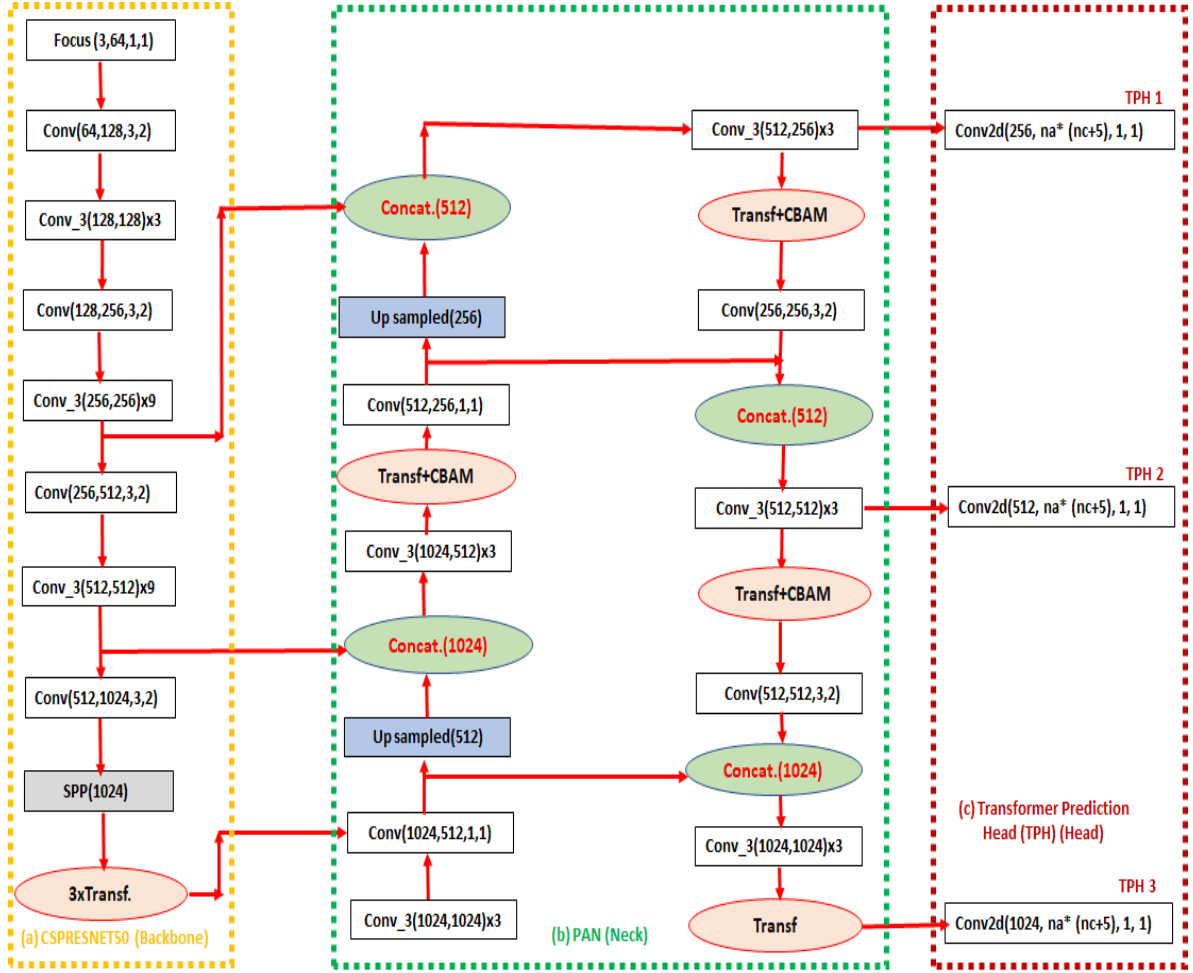 Focus (3,64,1,1)
Conv(64,128,3,2)
Conv_3(128,128)x3
Conv(128,256,3,2)
Conv_3(256,256)x9
Conv(256,512,3,2)
Conv_3(512,512)x9
Conv(512,1024,3,2)
SPP(1024)
3xTransf.
(a) CSPRESNET50 (Backbone)
Concat.(512)
Up sampled(256)
Conv(512,256,1,1)
Transf+CBAM
Conv_3(1024,512)x3
Concat.(1024)
Up sampled(512)
Conv(1024,512,1,1)
Conv_3(1024,1024)x3
Conv_3(512,256)x3
Transf+CBAM
Conv(256,256,3,2)
Concat.(512)
Conv_3(512,512)x3
Transf+CBAM
Conv(512,512,3,2)
Concat.(1024)
Conv_3(1024,1024)x3
Transf
(b) PAN (Neck)
TPH 1
Conv2d(256, na* (nc+5), 1, 1)
TPH 2
Conv2d(512, na* (nc+5), 1, 1)
(c) Transformer Prediction
Head (TPH) (Head)
TPH 3
Conv2d(1024, na* (nc+5), 1, 1)